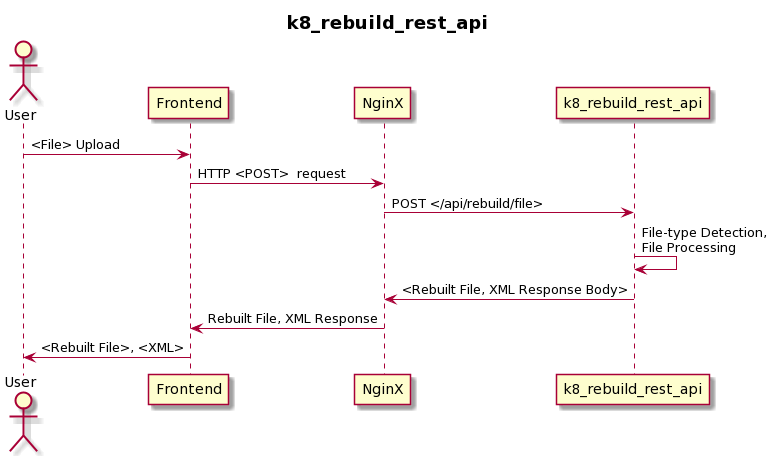 k8_rebuild_rest_api
User
Frontend
NginX
k8_rebuild_rest_api
<File> Upload
HTTP <POST>  request
POST </api/rebuild/file>
File-type Detection,
File Processing
<Rebuilt File, XML Response Body>
Rebuilt File, XML Response
<Rebuilt File>, <XML>
User
Frontend
NginX
k8_rebuild_rest_api